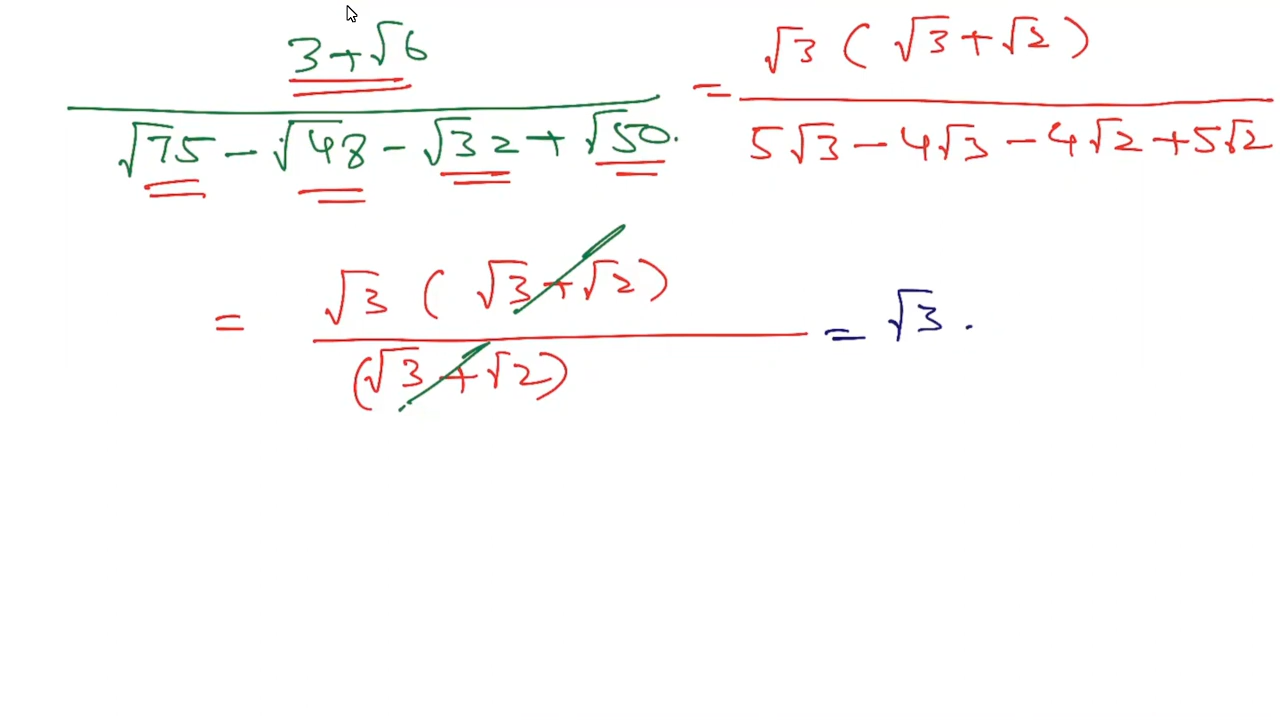 3 + √6 / √75 − √48 − √32 + √50. = √3 ( √3 + √2 ) / 5√3 − 4√3 − 4√2 + 5√2
= √3 ( √3 + √2 ) / (√3 + √2) = √3 .